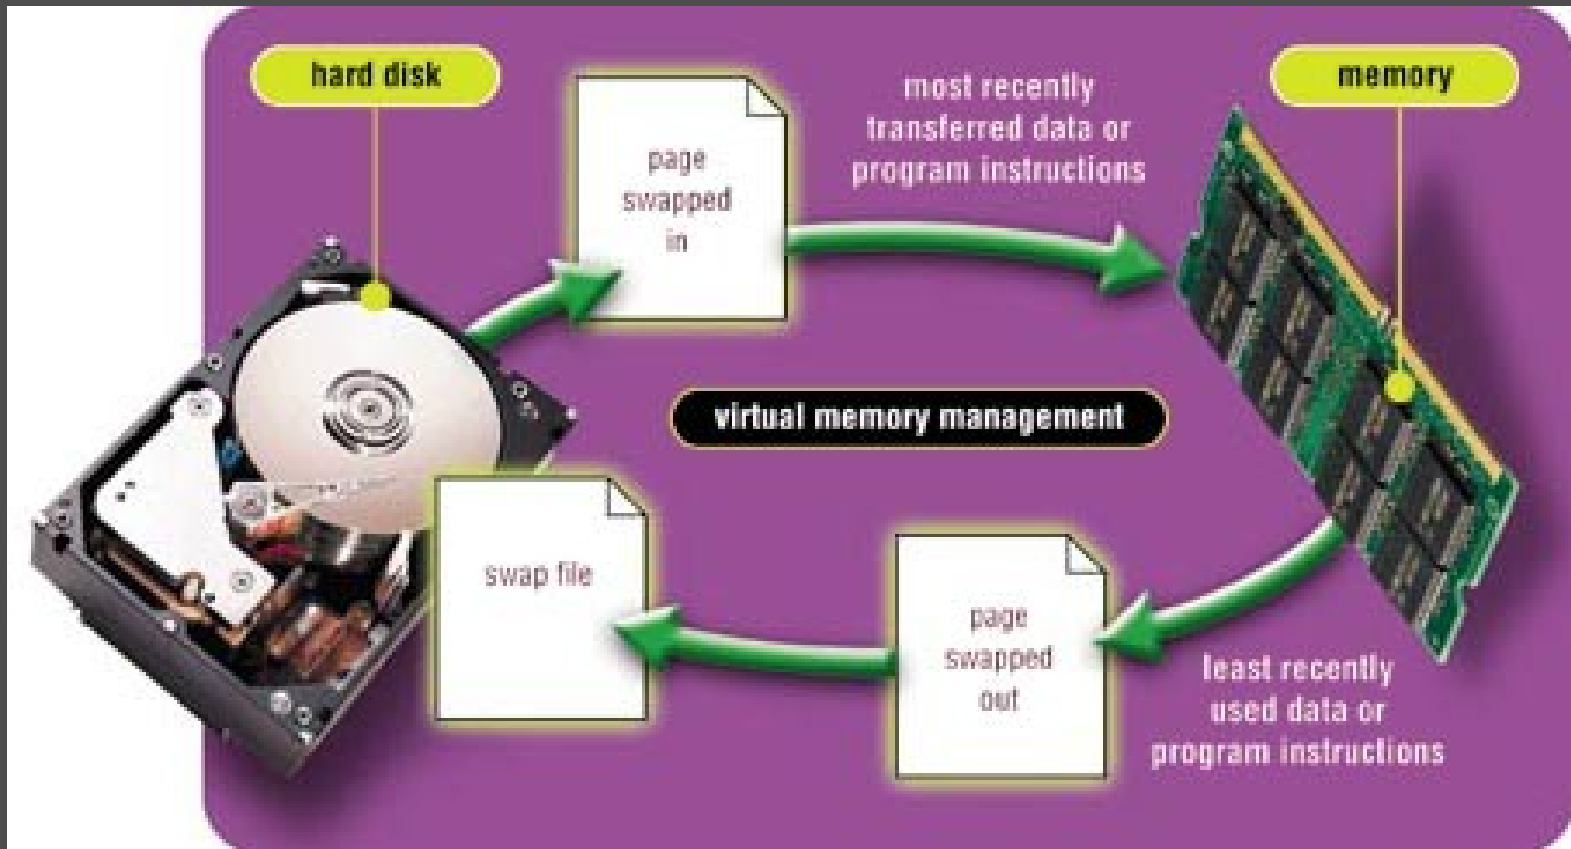 hard disk
page
swapped
in
most recently
transferred data or
program instructions
memory
virtual memory management
swap file
page
swapped
out
least recently
used data or
program instructions